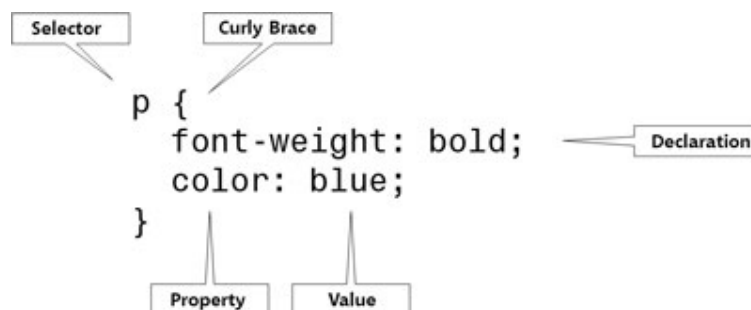 Selector
Curly Brace
p {
font-weight: bold;
Declaration
color: blue;
}
Property
Value